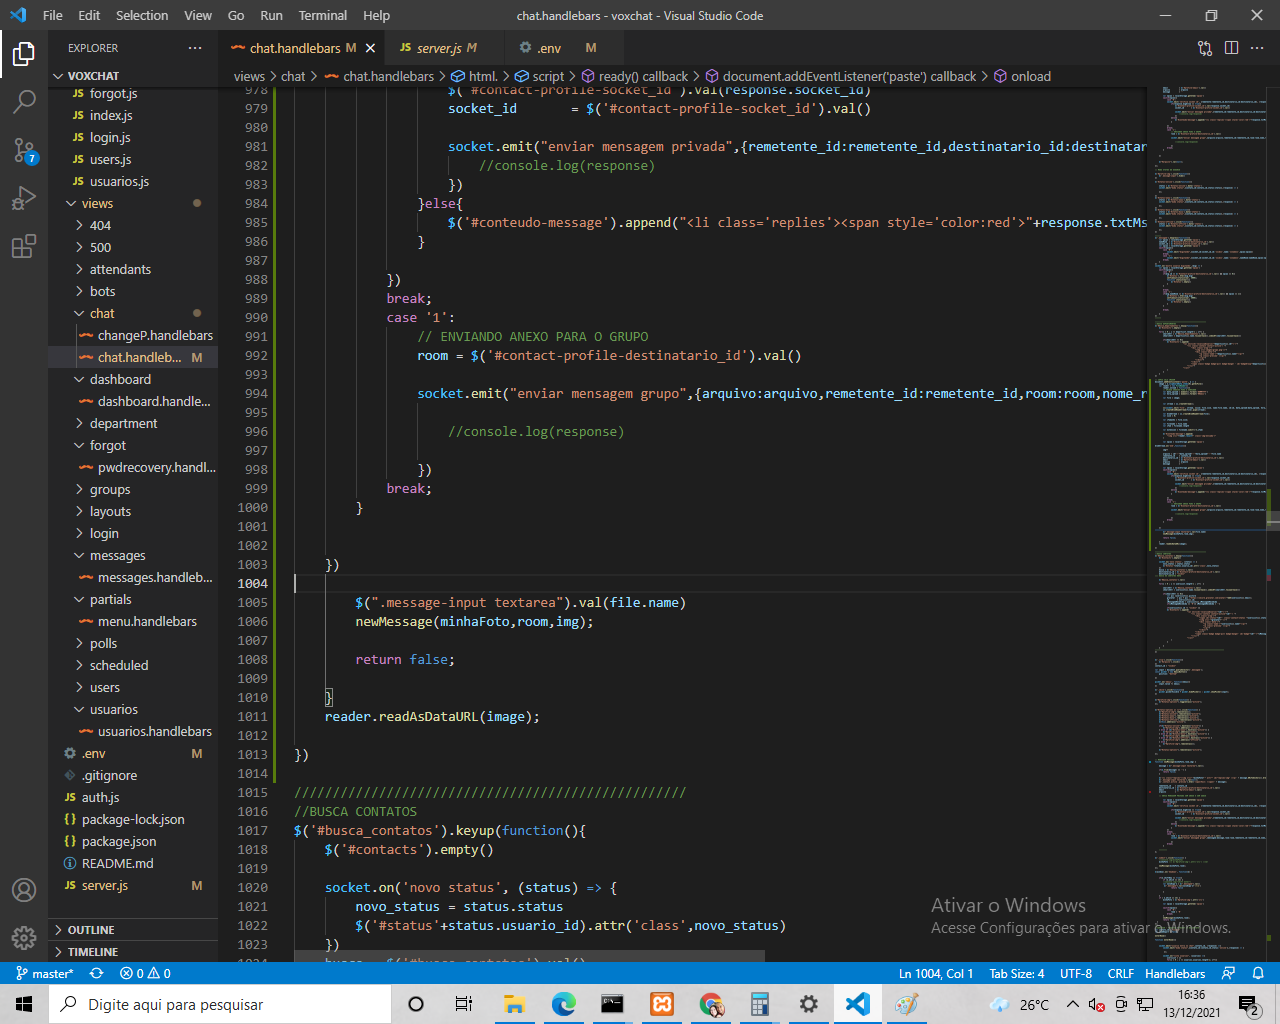 File Edit Selection View Go Run Terminal Help
chat.handlebars - voxchat - Visual Studio Code
EXPLORER
chat.handlebars M
JS server.js M
.env M
views > chat > chat.handlebars > html. > script > ready() callback > document.addEventListener('paste') callback > onload
VOXCHAT
JS forgot.js
JS index.js
JS login.js
JS users.js
JS usuarios.js
views
404
500
attendants
bots
chat
changeP.handlebars
chat.handleb... M
dashboard
dashboard.handle...
department
forgot
pwdrecovery.handl...
groups
layouts
login
messages
messages.handleb...
partials
menu.handlebars
polls
scheduled
users
usuarios
usuarios.handlebars
.env M
.gitignore
JS auth.js
{} package-lock.json
{} package.json
README.md
JS server.js M
OUTLINE
TIMELINE
7
978 $('#contact-profile-socket_id').val(response.socket_id)
979 socket_id = $('#contact-profile-socket_id').val()
980
981 socket.emit("enviar mensagem privada",{remetente_id:remetente_id,destinatario_id:destinatar
982 //console.log(response)
983 })
984 }else{
985 $('#conteudo-message').append("<li class='replies'><span style='color:red'>"+response.txtMs
986 }
987
988 })
989 break;
990 case '1':
991 // ENVIANDO ANEXO PARA O GRUPO
992 room = $('#contact-profile-destinatario_id').val()
993
994 socket.emit("enviar mensagem grupo",{arquivo:arquivo,remetente_id:remetente_id,room:room,nome_r
995
996 //console.log(response)
997
998 })
999 break;
1000 }
1001
1002
1003 })
1004
1005 $(".message-input textarea").val(file.name)
1006 newMessage(minhaFoto,room,img);
1007
1008 return false;
1009
1010 }
1011 reader.readAsDataURL(image);
1012
1013 })
1014
1015 ///////////////////////////////////////////////////
1016 //BUSCA CONTATOS
1017 $('#busca_contatos').keyup(function(){
1018 $('#contacts').empty()
1019
1020 socket.on('novo status', (status) => {
1021 novo_status = status.status
1022 $('#status'+status.usuario_id).attr('class',novo_status)
1023 })
Ativar o Windows
Acesse Configurações para ativar o Windows.
master* 0 0 Ln 1004, Col 1 Tab Size: 4 UTF-8 CRLF Handlebars
Digite aqui para pesquisar
26°C
16:36
13/12/2021
2